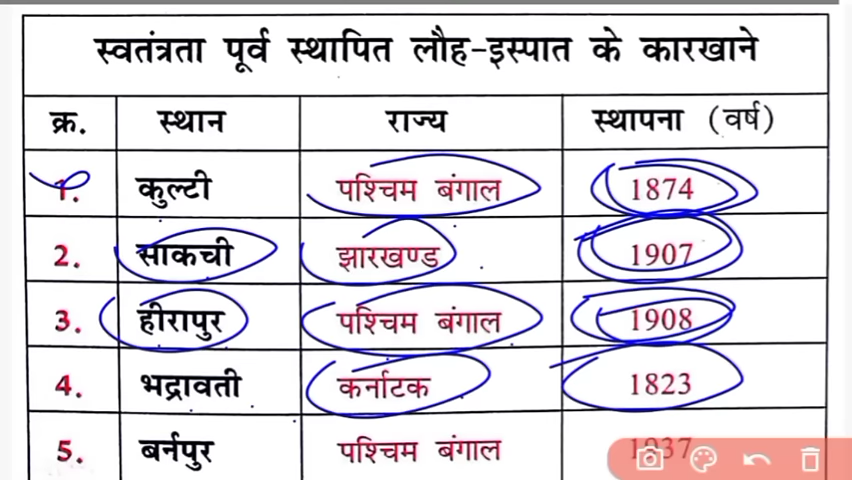 स्वतंत्रता पूर्व स्थापित लौह-इस्पात के कारखाने
क्र. स्थान राज्य स्थापना (वर्ष)
1. कुल्टी पश्चिम बंगाल 1874
2. साकची झारखण्ड 1907
3. हीरापुर पश्चिम बंगाल 1908
4. भद्रावती कर्नाटक 1823
5. बर्नपुर पश्चिम बंगाल 1937